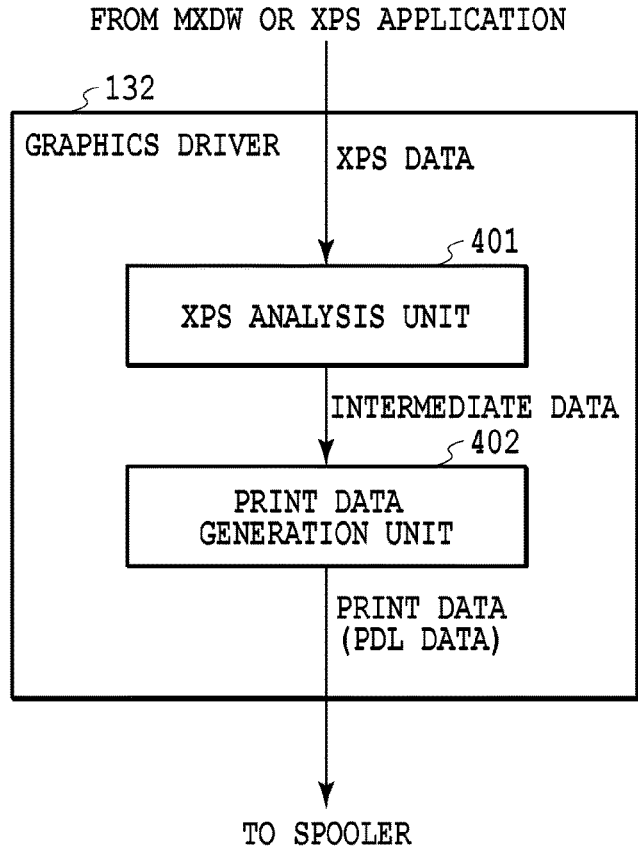 FROM MXDW OR XPS APPLICATION
132
GRAPHICS DRIVER
XPS DATA
401
XPS ANALYSIS UNIT
INTERMEDIATE DATA
402
PRINT DATA
GENERATION UNIT
PRINT DATA
(PDL DATA)
TO SPOOLER